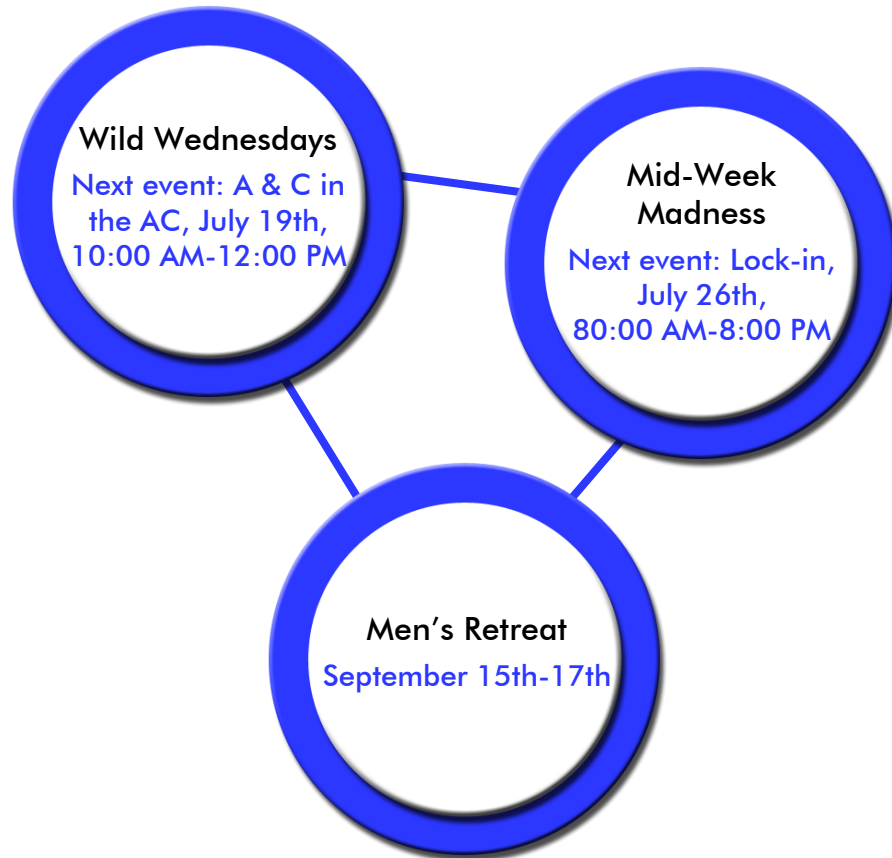 Wild Wednesdays
Next event: A & C in
the AC, July 19th,
10:00 AM-12:00 PM
Mid-Week
Madness
Next event: Lock-in,
July 26th,
80:00 AM-8:00 PM
Men’s Retreat
September 15th-17th